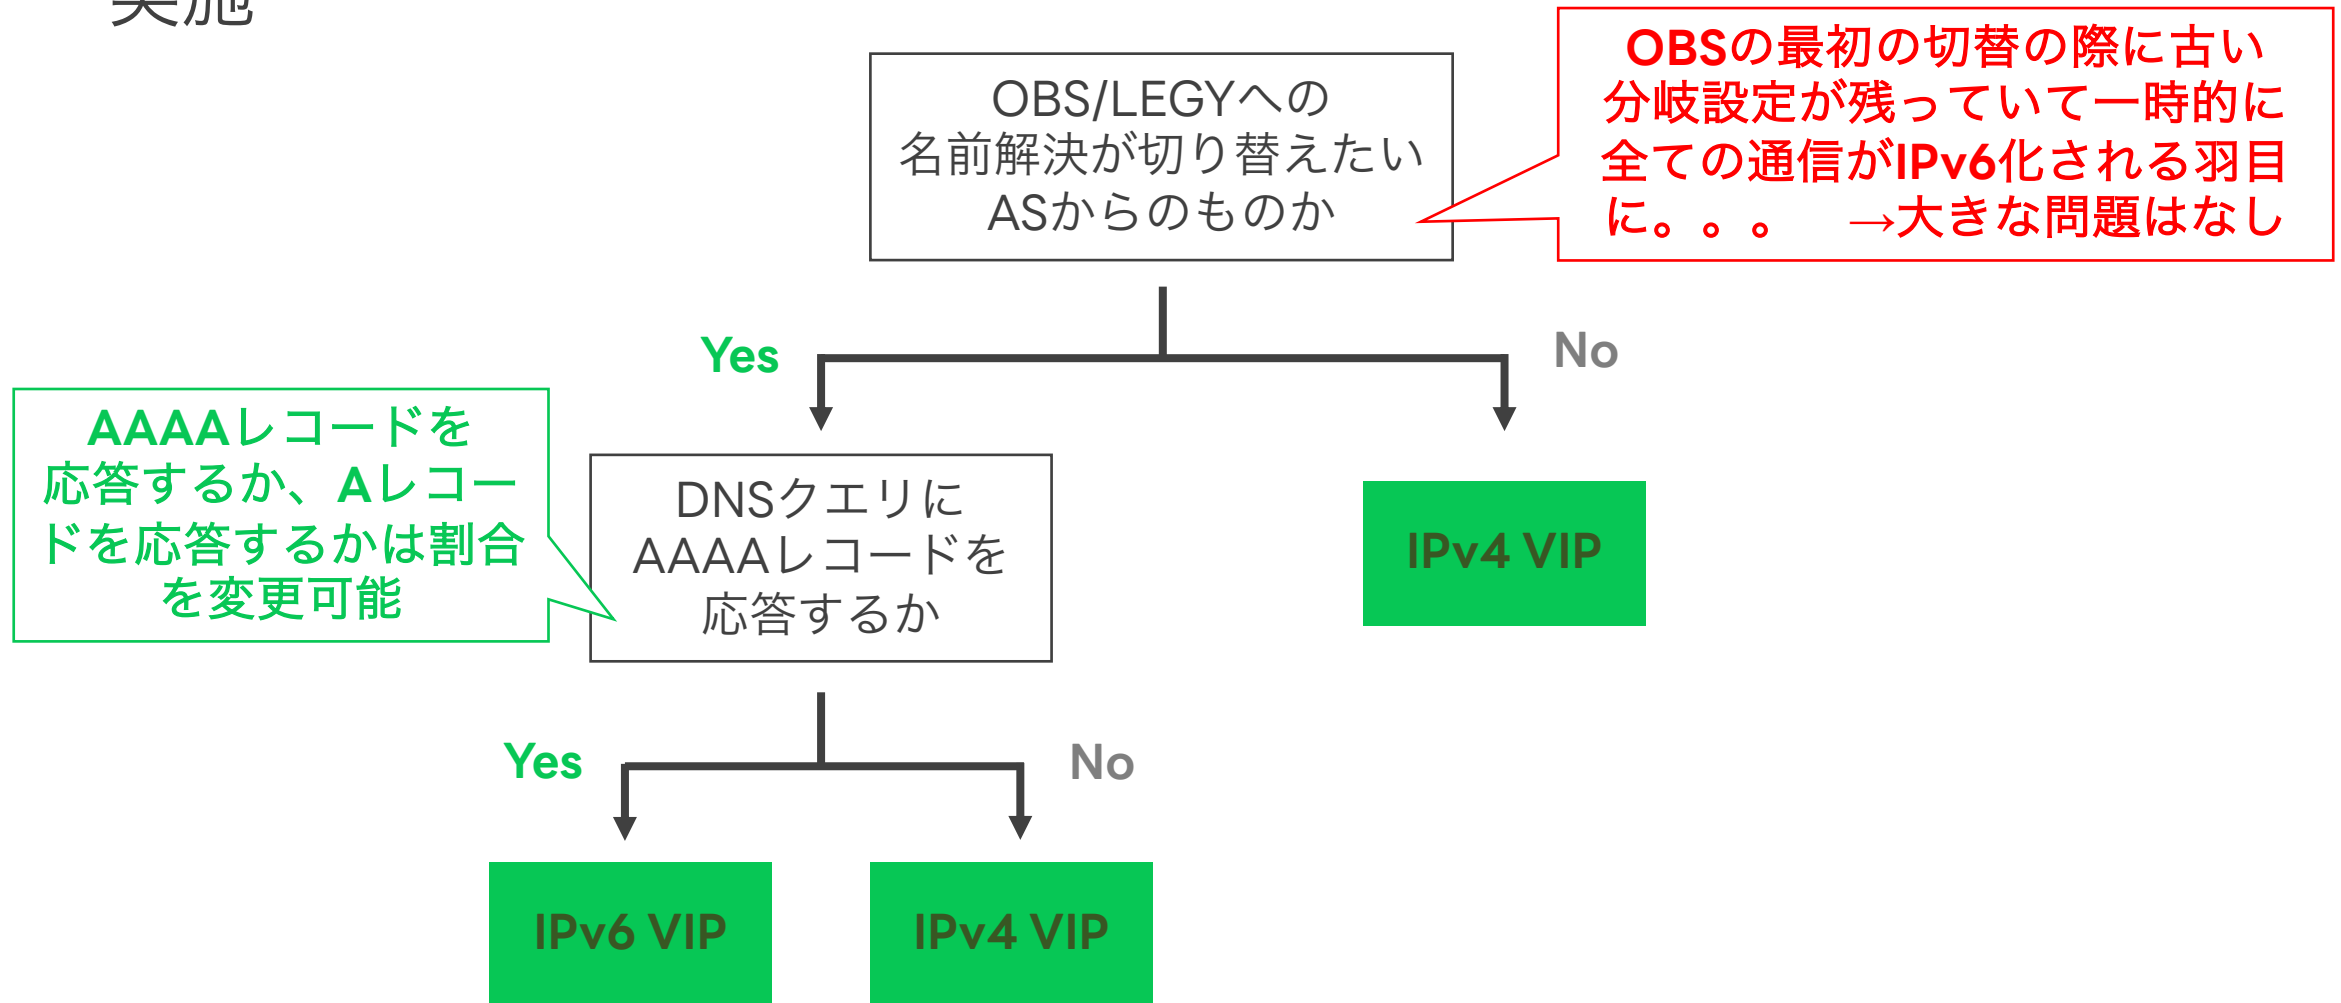 実施
OBS/LEGYへの
名前解決が切り替えたい
ASからのものか
OBSの最初の切替の際に古い
分岐設定が残っていて一時的に
全ての通信がIPv6化される羽目
に。。。　→大きな問題はなし
Yes
No
AAAAレコードを
応答するか、Aレコー
ドを応答するかは割合
を変更可能
DNSクエリに
AAAAレコードを
応答するか
IPv4 VIP
Yes
No
IPv6 VIP
IPv4 VIP